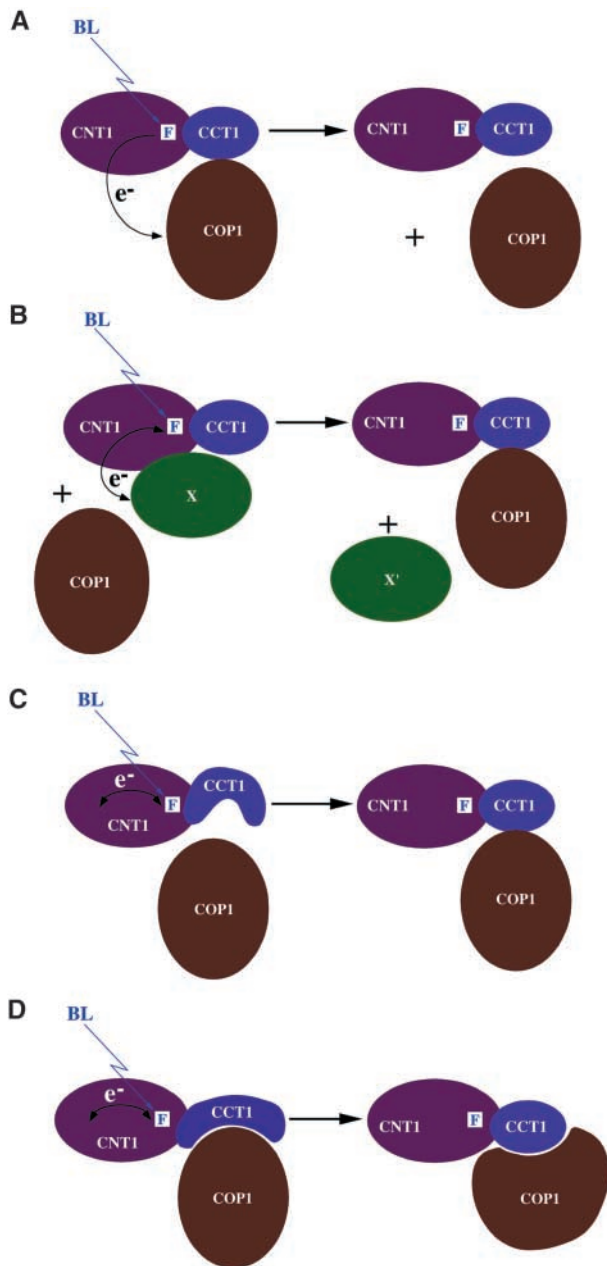 A
BL
CNT1 F CCT1 CNT1 F CCT1
e-
COP1 + COP1
B
BL
CNT1 F CCT1 CNT1 F CCT1
e-
+ X
COP1 + COP1
X'
C
BL
e-
F CCT1 CNT1 F CCT1
CNT1
COP1 COP1
D
BL
e-
F CCT1 CNT1 F CCT1
CNT1
COP1 COP1